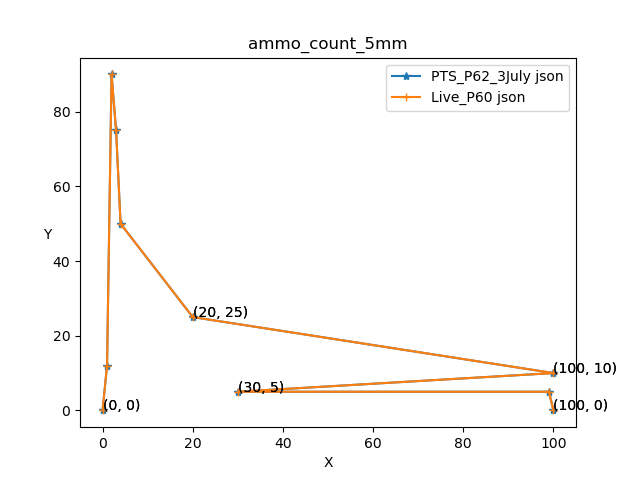 ammo_count_5mm
PTS_P62_3July json
Live_P60 json
80
60
Y
40
20
0
(20, 25)
(100, 10)
(30, 5)
(0, 0)
(100, 0)
0 20 40 60 80 100
X